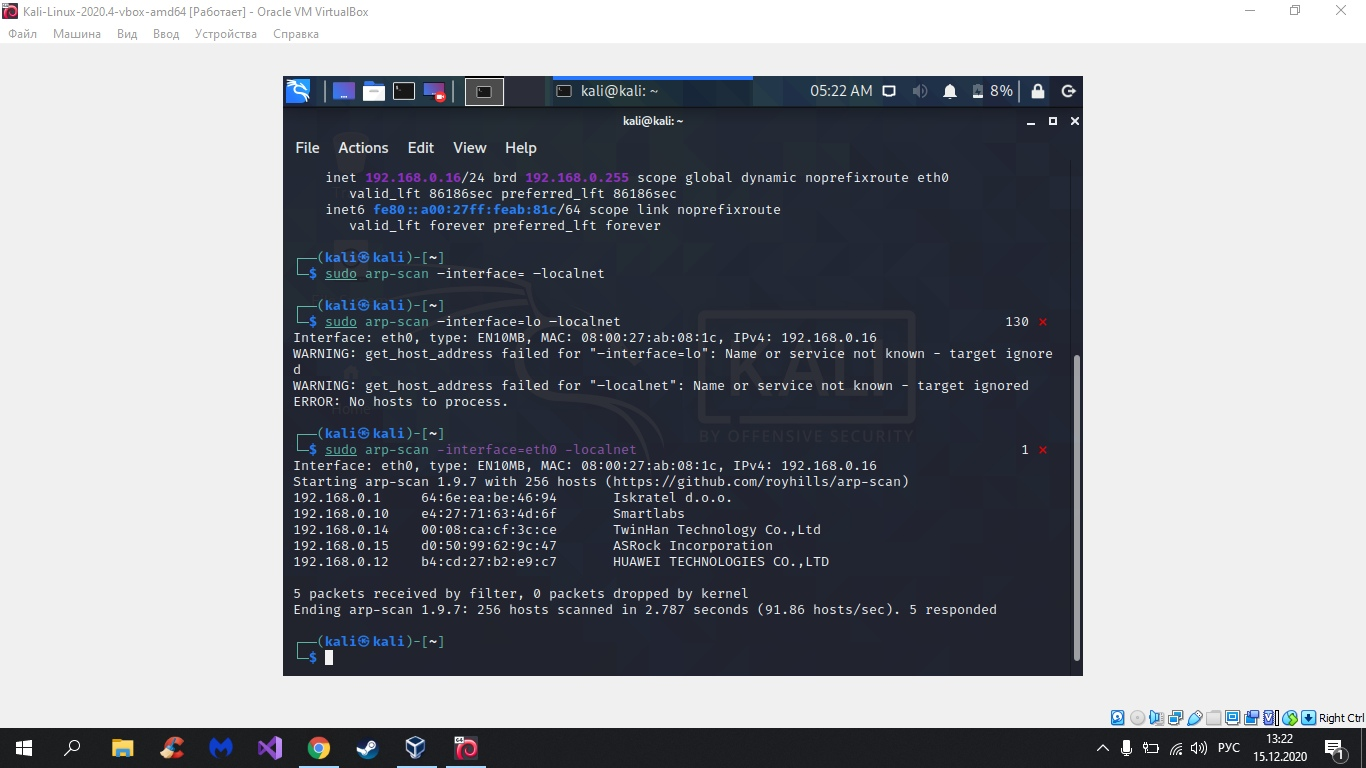 Kali-Linux-2020.4-vbox-amd64 [Работает] - Oracle VM VirtualBox
Файл Машина Вид Ввод Устройства Справка
kali@kali: ~ 05:22 AM 8%
kali@kali: ~
File Actions Edit View Help
inet 192.168.0.16/24 brd 192.168.0.255 scope global dynamic noprefixroute eth0
valid_lft 86186sec preferred_lft 86186sec
inet6 fe80::a00:27ff:feab:81c/64 scope link noprefixroute
valid_lft forever preferred_lft forever
┌──(kali㉿kali)-[~]
└─$ sudo arp-scan —interface= —localnet
┌──(kali㉿kali)-[~]
└─$ sudo arp-scan —interface=lo —localnet 130 ⨯
Interface: eth0, type: EN10MB, MAC: 08:00:27:ab:08:1c, IPv4: 192.168.0.16
WARNING: get_host_address failed for "—interface=lo": Name or service not known - target ignore
d
WARNING: get_host_address failed for "—localnet": Name or service not known - target ignored
ERROR: No hosts to process.
┌──(kali㉿kali)-[~]
└─$ sudo arp-scan -interface=eth0 -localnet 1 ⨯
Interface: eth0, type: EN10MB, MAC: 08:00:27:ab:08:1c, IPv4: 192.168.0.16
Starting arp-scan 1.9.7 with 256 hosts (https://github.com/royhills/arp-scan)
192.168.0.1 64:6e:ea:be:46:94 Iskratel d.o.o.
192.168.0.10 e4:27:71:63:4d:6f Smartlabs
192.168.0.14 00:08:ca:cf:3c:ce TwinHan Technology Co.,Ltd
192.168.0.15 d0:50:99:62:9c:47 ASRock Incorporation
192.168.0.12 b4:cd:27:b2:e9:c7 HUAWEI TECHNOLOGIES CO.,LTD
5 packets received by filter, 0 packets dropped by kernel
Ending arp-scan 1.9.7: 256 hosts scanned in 2.787 seconds (91.86 hosts/sec). 5 responded
┌──(kali㉿kali)-[~]
└─$
KALI
BY OFFENSIVE SECURITY
Home
Right Ctrl
РУС 13:22
15.12.2020
1